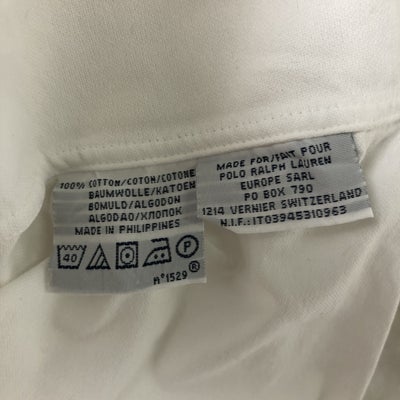 100% COTTON/COTON/COTONE
BAUMWOLLE/KATOEN
BOMULD/ALGODON
ALGODAO/ХЛОПОК
MADE IN PHILIPPINES
40
P
M°1529 ®
MADE FOR/FAIT POUR
POLO RALPH LAUREN
EUROPE SARL
PO BOX 790
1214 VERNIER SWITZERLAND
N.I.F.:IT03945310963